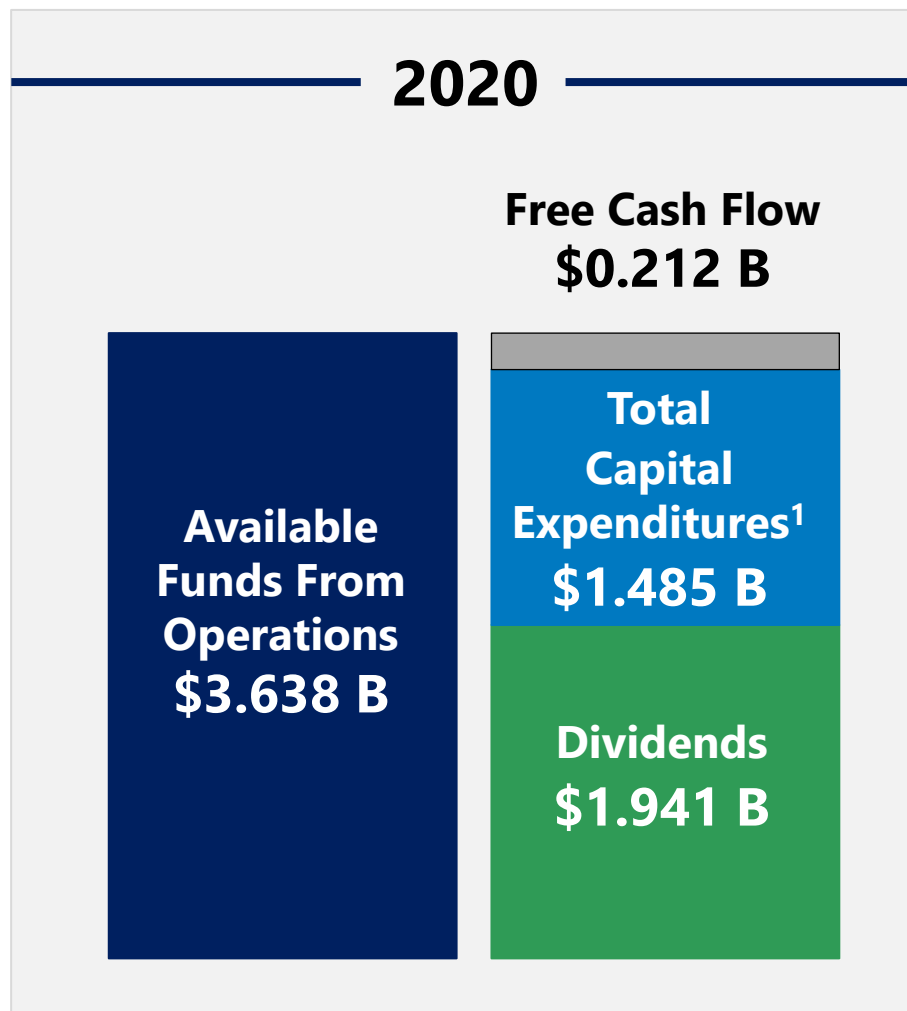 2020
Free Cash Flow
$0.212 B
Available
Funds From
Operations
$3.638 B
Total
Capital
Expenditures¹
$1.485 B
Dividends
$1.941 B